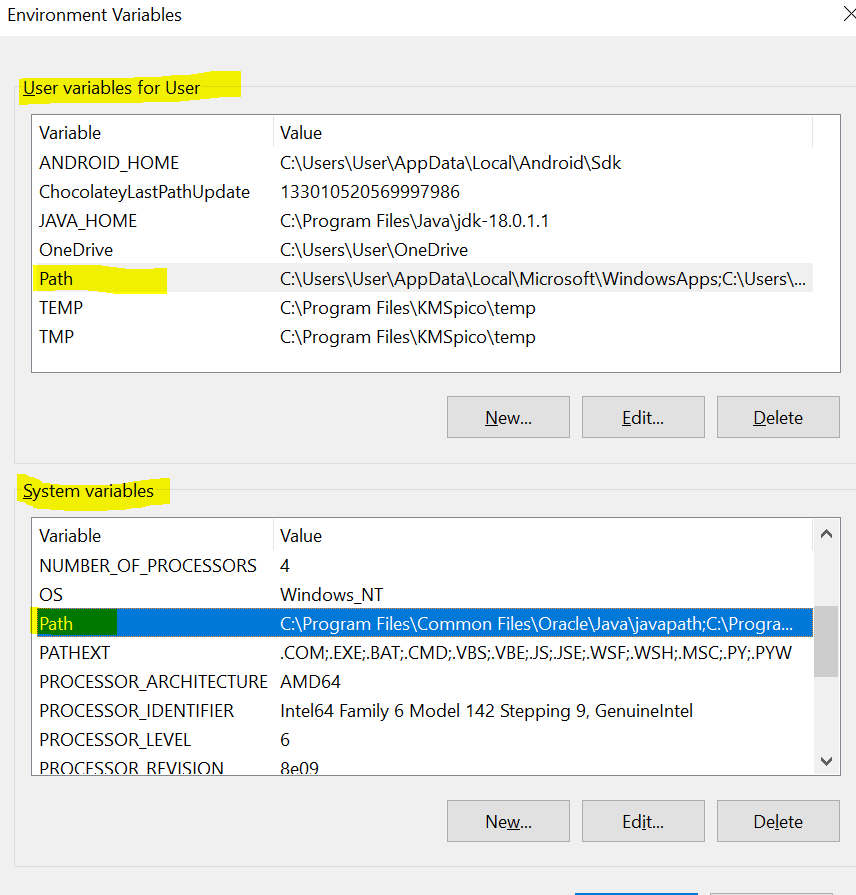 Environment Variables
User variables for User
Variable Value
ANDROID_HOME C:\Users\User\AppData\Local\Android\Sdk
ChocolateyLastPathUpdate 133010520569997986
JAVA_HOME C:\Program Files\Java\jdk-18.0.1.1
OneDrive C:\Users\User\OneDrive
Path C:\Users\User\AppData\Local\Microsoft\WindowsApps;C:\Users\...
TEMP C:\Program Files\KMSpico\temp
TMP C:\Program Files\KMSpico\temp
New... Edit... Delete
System variables
Variable Value
NUMBER_OF_PROCESSORS 4
OS Windows_NT
Path C:\Program Files\Common Files\Oracle\Java\javapath;C:\Progra...
PATHEXT .COM;.EXE;.BAT;.CMD;.VBS;.VBE;.JS;.JSE;.WSF;.WSH;.MSC;.PY;.PYW
PROCESSOR_ARCHITECTURE AMD64
PROCESSOR_IDENTIFIER Intel64 Family 6 Model 142 Stepping 9, GenuineIntel
PROCESSOR_LEVEL 6
PROCESSOR_REVISION 8e09
New... Edit... Delete